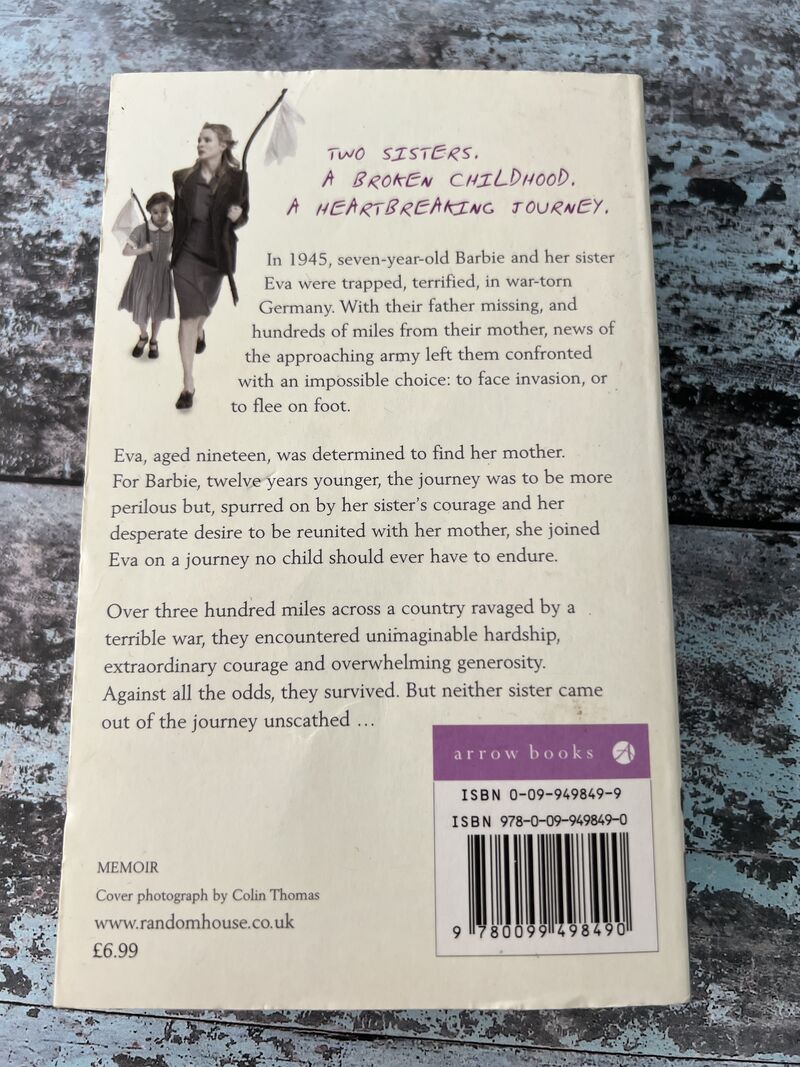 TWO SISTERS.
A BROKEN CHILDHOOD.
A HEARTBREAKING JOURNEY.
In 1945, seven-year-old Barbie and her sister
Eva were trapped, terrified, in war-torn
Germany. With their father missing, and
hundreds of miles from their mother, news of
the approaching army left them confronted
with an impossible choice: to face invasion, or
to flee on foot.
Eva, aged nineteen, was determined to find her mother.
For Barbie, twelve years younger, the journey was to be more
perilous but, spurred on by her sister's courage and her
desperate desire to be reunited with her mother, she joined
Eva on a journey no child should ever have to endure.
Over three hundred miles across a country ravaged by a
terrible war, they encountered unimaginable hardship,
extraordinary courage and overwhelming generosity.
Against all the odds, they survived. But neither sister came
out of the journey unscathed ...
arrow books
ISBN 0-09-949849-9
ISBN 978-0-09-949849-0
9 780099 498490
MEMOIR
Cover photograph by Colin Thomas
www.randomhouse.co.uk
£6.99